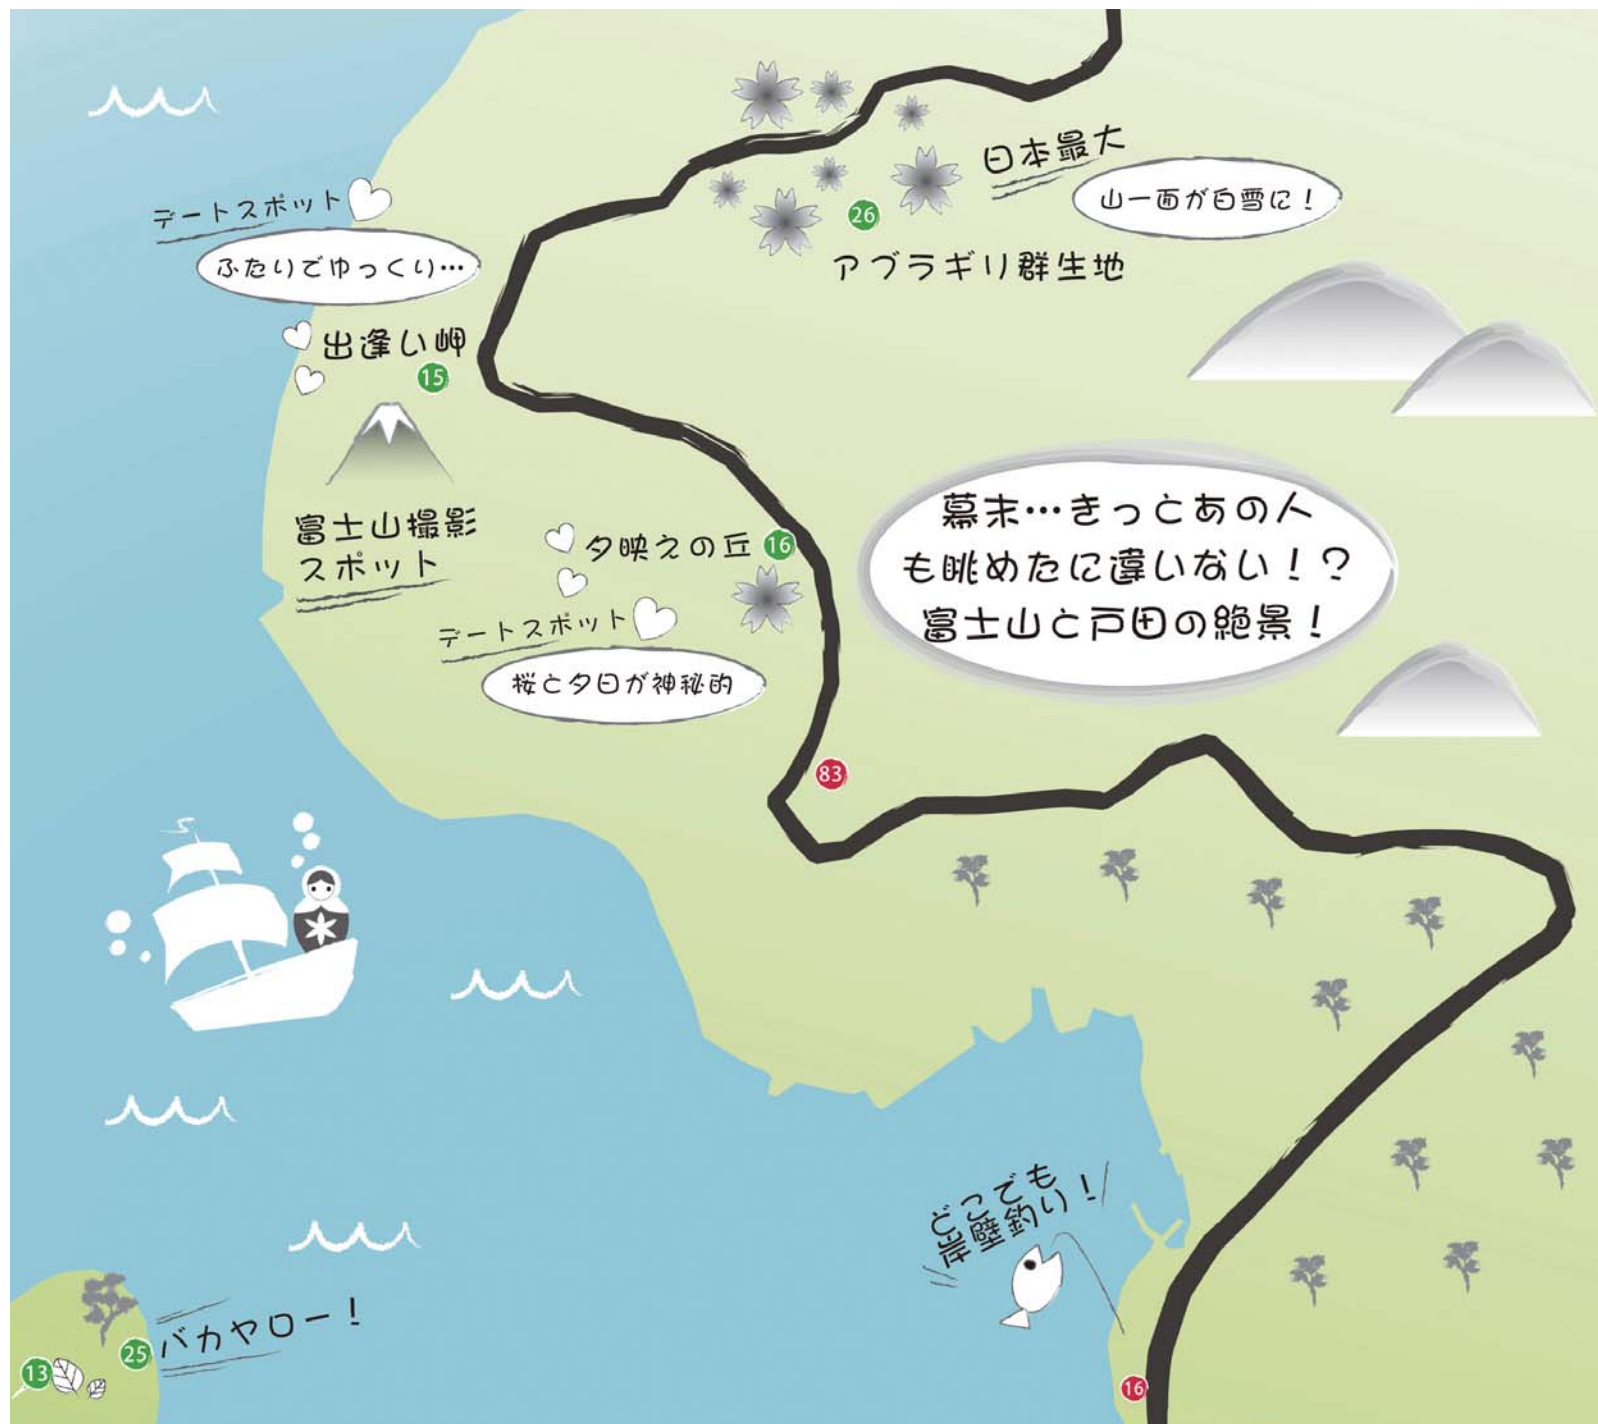 日本最大
山一面が白雪に！
26
アブラギリ群生地
デートスポット
ふたりでゆっくり…
出逢い岬
15
富士山撮影
スポット
夕映えの丘
16
デートスポット
桜と夕日が神秘的
幕末…きっとあの人
も眺めたに違いない！？
富士山と戸田の絶景！
83
どこでも
岸壁釣り！
バカヤロー！
25
13
16